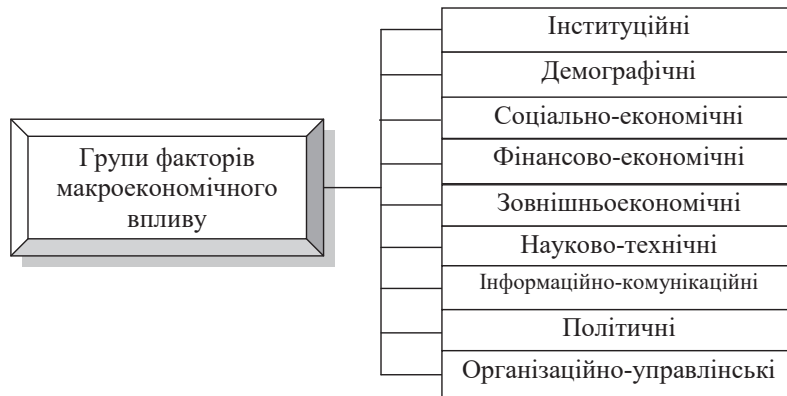 Групи факторів
макроекономічного
впливу
Інституційні
Демографічні
Соціально-економічні
Фінансово-економічні
Зовнішньоекономічні
Науково-технічні
Інформаційно-комунікаційні
Політичні
Організаційно-управлінські